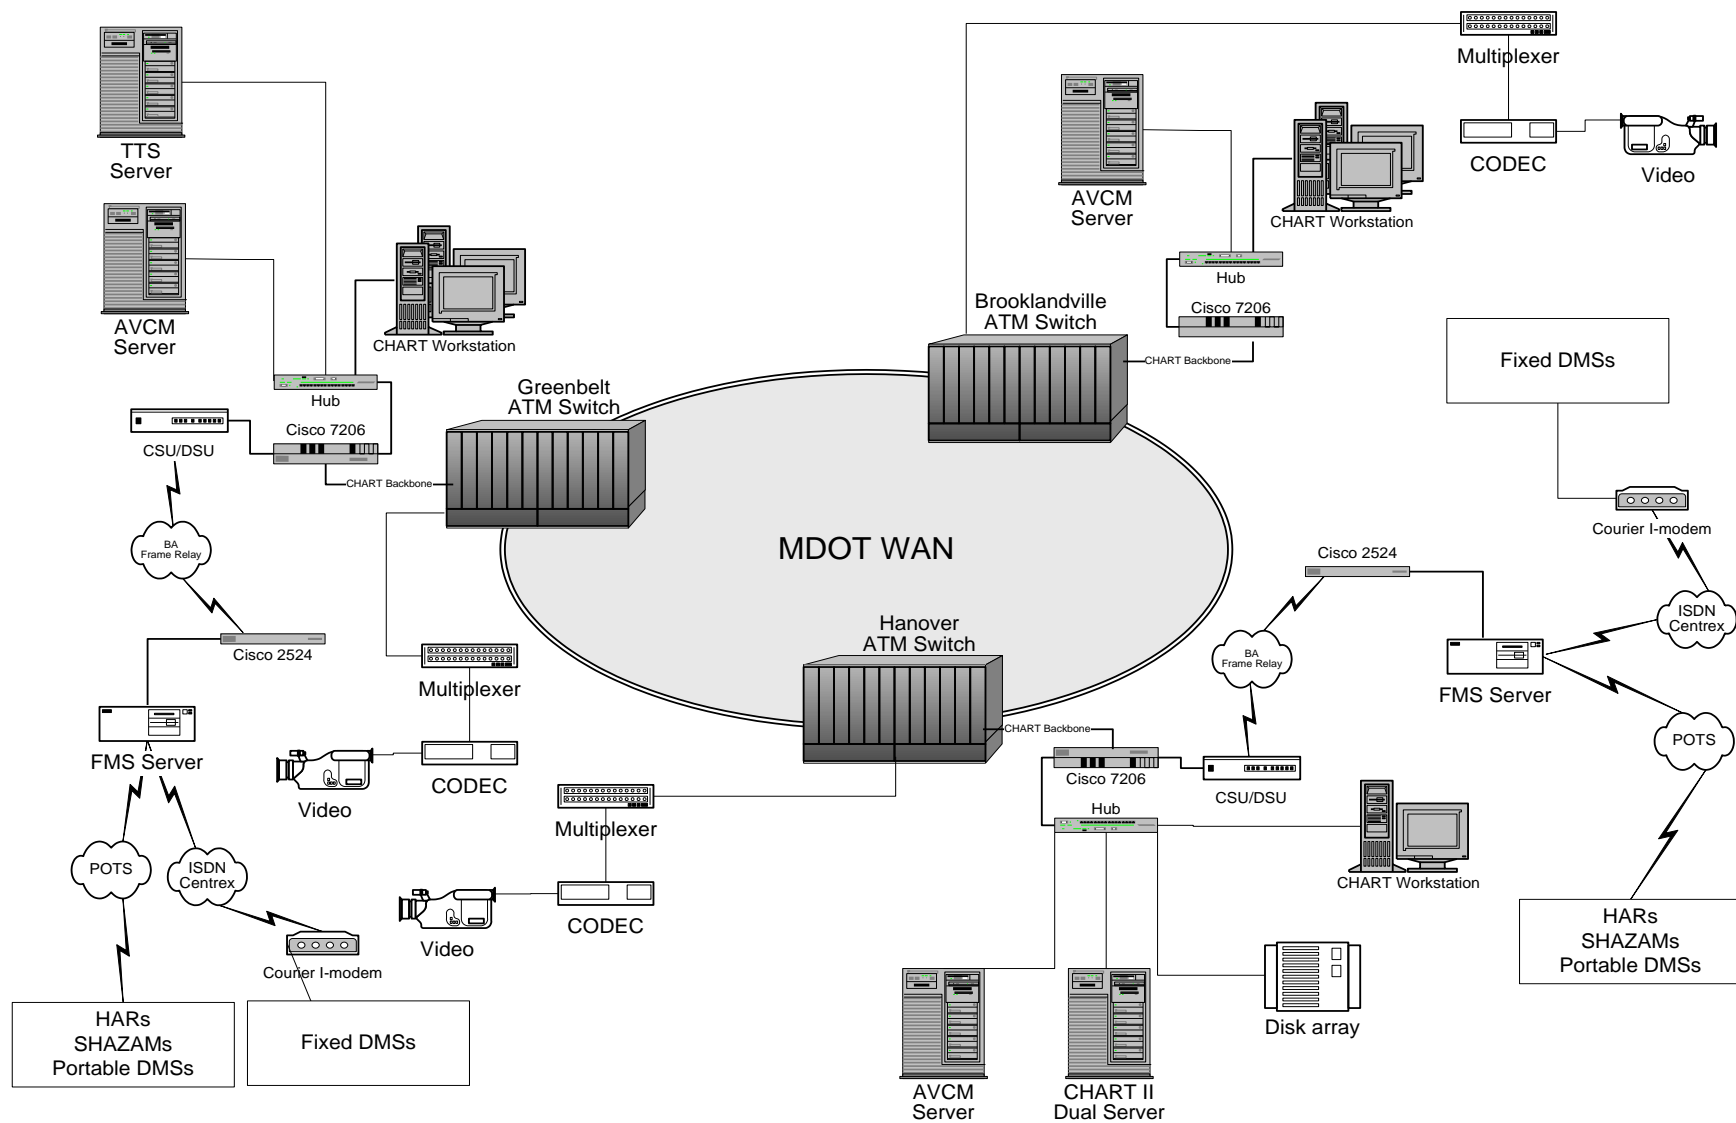 Multiplexer
TTS
Server
CODEC
Video
AVCM
Server
CHART Workstation
AVCM
Server
CHART Workstation
Hub
Cisco 7206
Brooklandville
ATM Switch
CHART Backbone
Fixed DMSs
Greenbelt
ATM Switch
Hub
Cisco 7206
CSU/DSU
CHART Backbone
Courier I-modem
BA
Frame Relay
MDOT WAN
Cisco 2524
ISDN
Centrex
Hanover
ATM Switch
Cisco 2524
BA
Frame Relay
FMS Server
Multiplexer
CHART Backbone
POTS
FMS Server
CODEC
Video
Cisco 7206
CSU/DSU
Hub
Multiplexer
POTS
ISDN
Centrex
CHART Workstation
CODEC
Video
HARs
SHAZAMs
Portable DMSs
Courier I-modem
HARs
SHAZAMs
Portable DMSs
Fixed DMSs
Disk array
AVCM
Server
CHART II
Dual Server